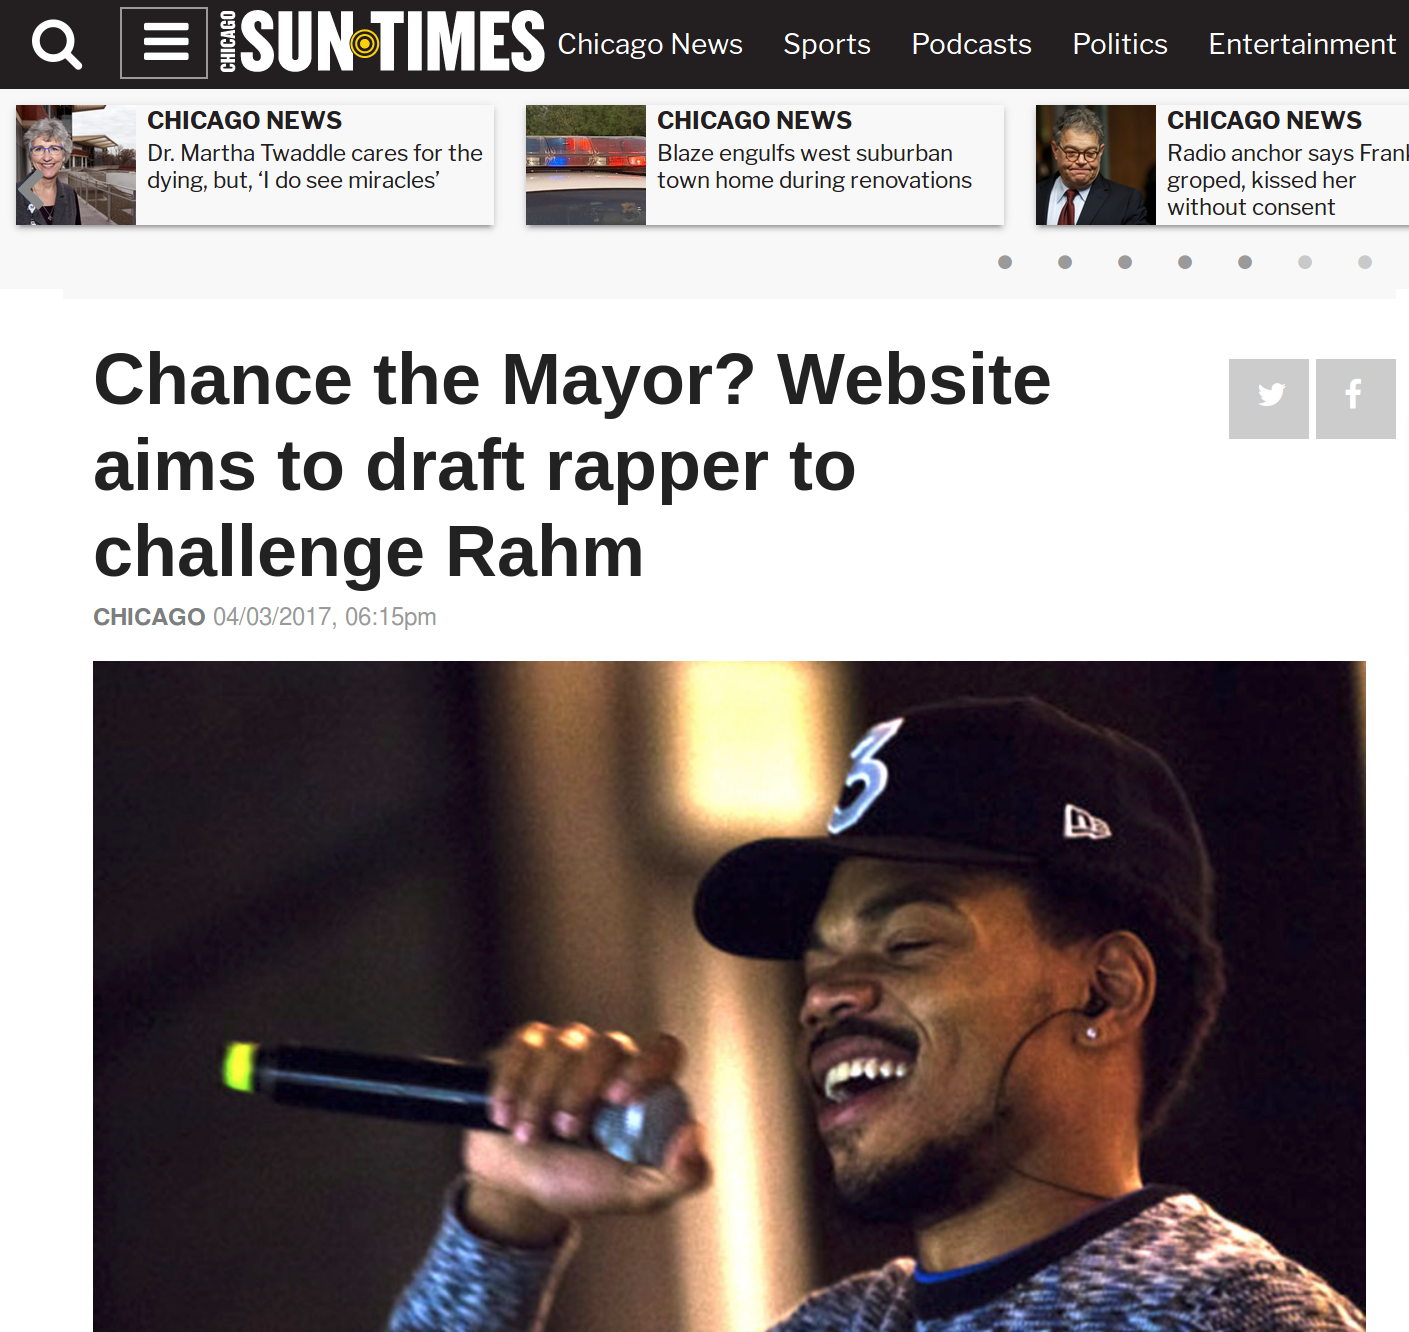 CHICAGO SUN TIMES
Chicago News Sports Podcasts Politics Entertainment
CHICAGO NEWS
Dr. Martha Twaddle cares for the
dying, but, ‘I do see miracles’
CHICAGO NEWS
Blaze engulfs west suburban
town home during renovations
CHICAGO NEWS
Radio anchor says Frank
groped, kissed her
without consent
Chance the Mayor? Website
aims to draft rapper to
challenge Rahm
CHICAGO 04/03/2017, 06:15pm
3